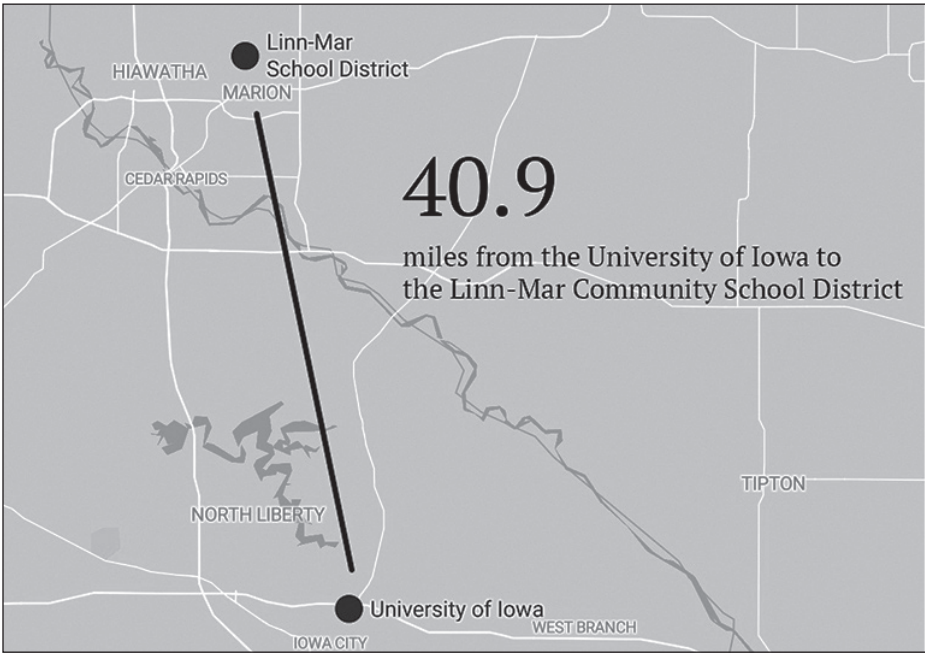 Linn-Mar
School District
HIAWATHA
MARION
CEDAR RAPIDS
40.9
miles from the University of Iowa to
the Linn-Mar Community School District
TIPTON
NORTH LIBERTY
University of Iowa
WEST BRANCH
IOWA CITY